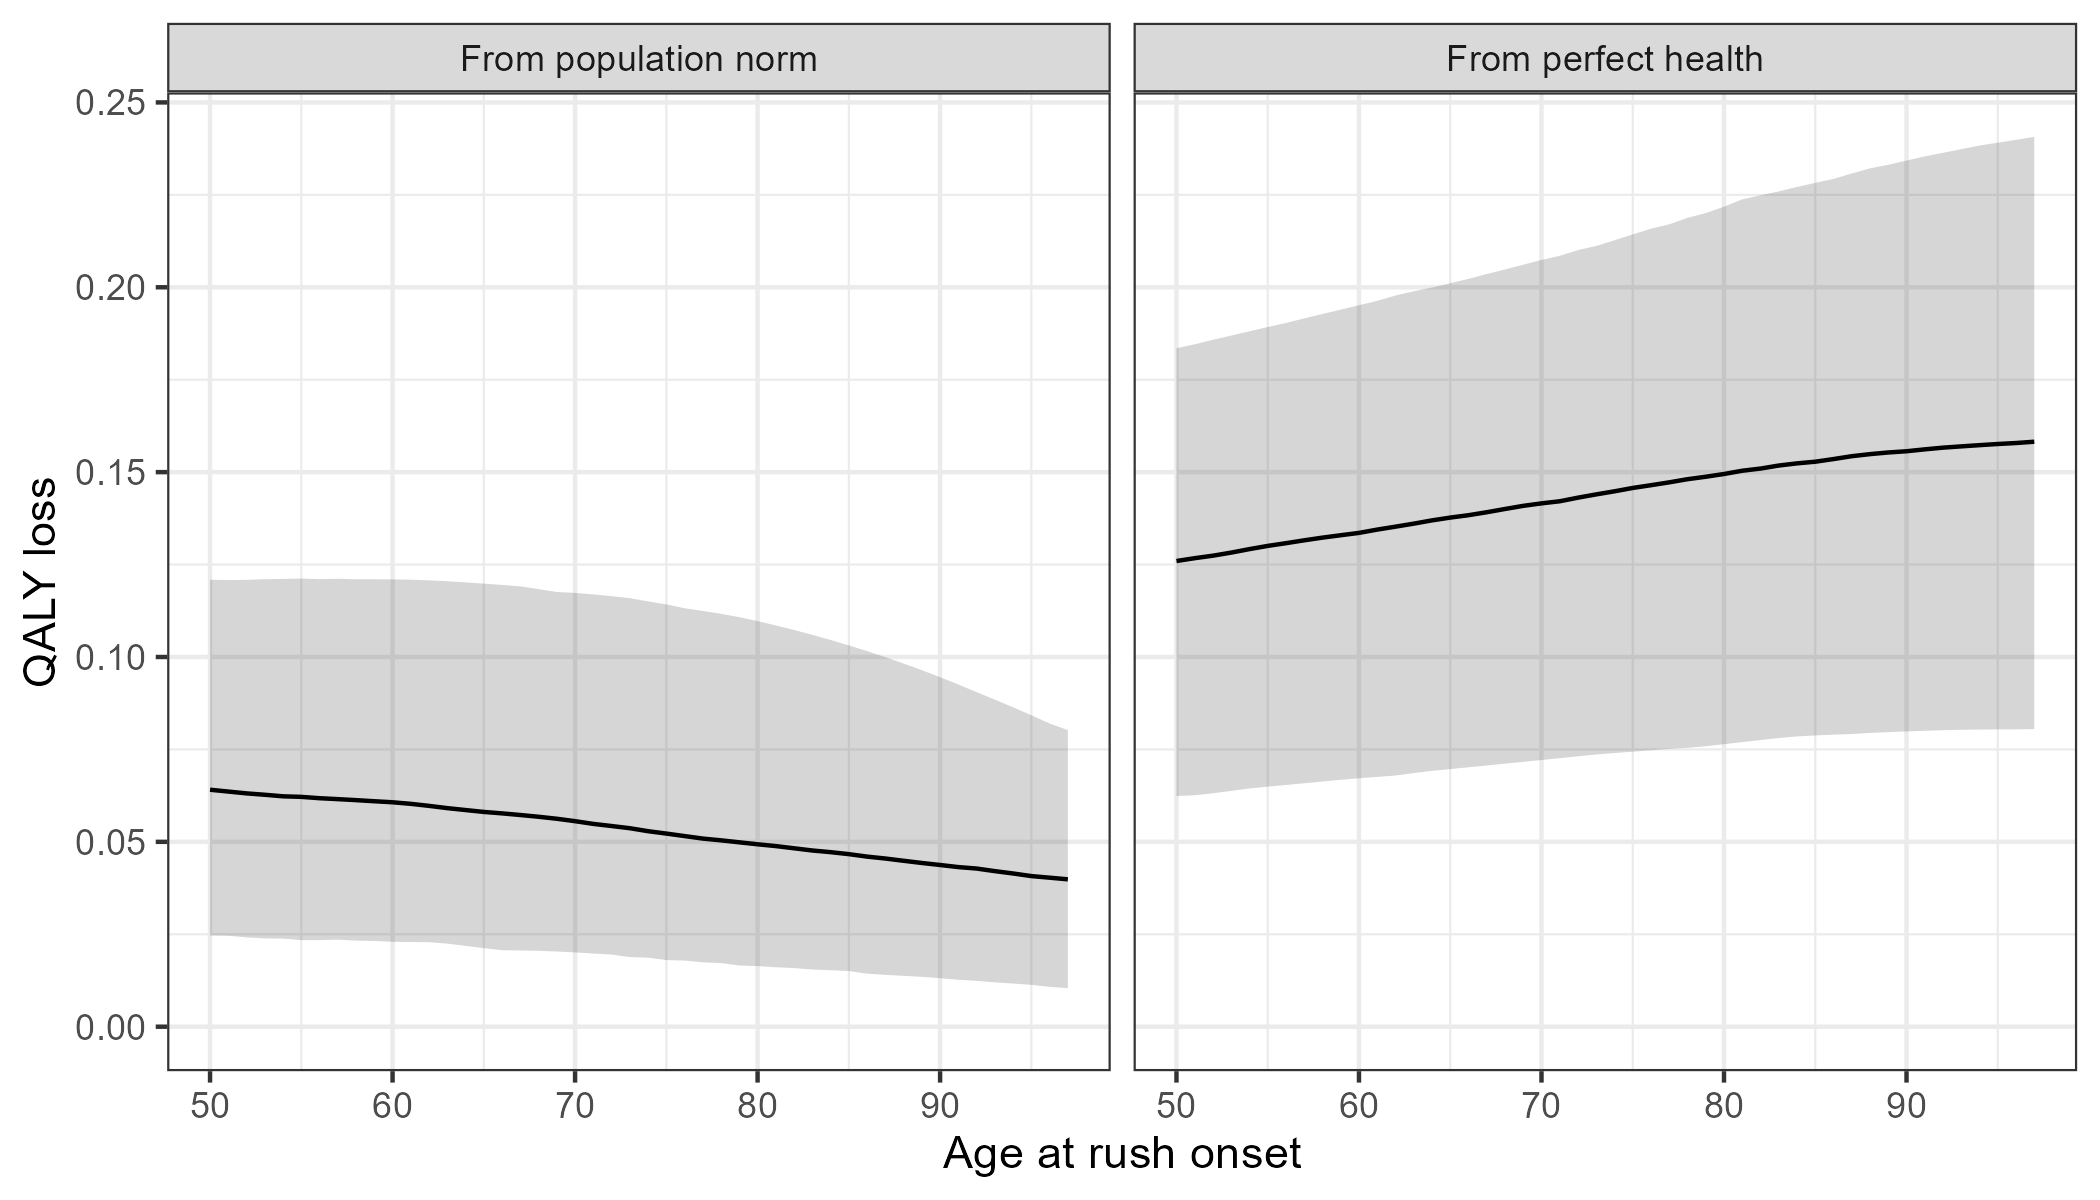 From population norm
From perfect health
QALY loss
0.25
0.20
0.15
0.10
0.05
0.00
50 60 70 80 90
50 60 70 80 90
Age at rush onset